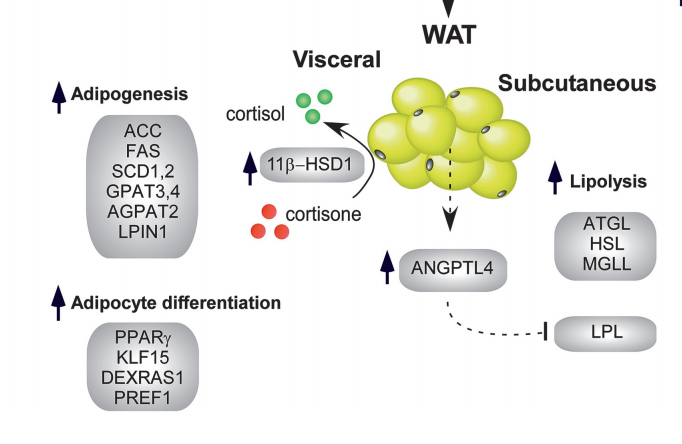 WAT
Visceral
Subcutaneous
Adipogenesis
ACC
FAS
SCD1,2
GPAT3,4
AGPAT2
LPIN1
cortisol
11β–HSD1
cortisone
Lipolysis
ATGL
HSL
MGLL
ANGPTL4
LPL
Adipocyte differentiation
PPARγ
KLF15
DEXRAS1
PREF1